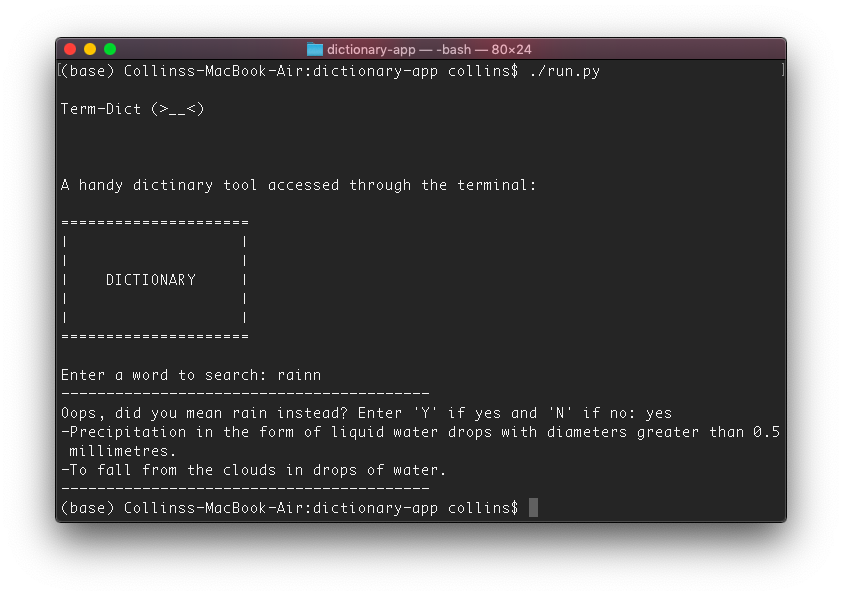 dictionary-app — -bash — 80×24
(base) Collinss-MacBook-Air:dictionary-app collins$ ./run.py
Term-Dict (>__<)
A handy dictinary tool accessed through the terminal:
=====================
|                    |
|                    |
|    DICTIONARY     |
|                    |
|                    |
=====================
Enter a word to search: rainn
-----------------------------------------
Oops, did you mean rain instead? Enter 'Y' if yes and 'N' if no: yes
-Precipitation in the form of liquid water drops with diameters greater than 0.5
millimetres.
-To fall from the clouds in drops of water.
-----------------------------------------
(base) Collinss-MacBook-Air:dictionary-app collins$